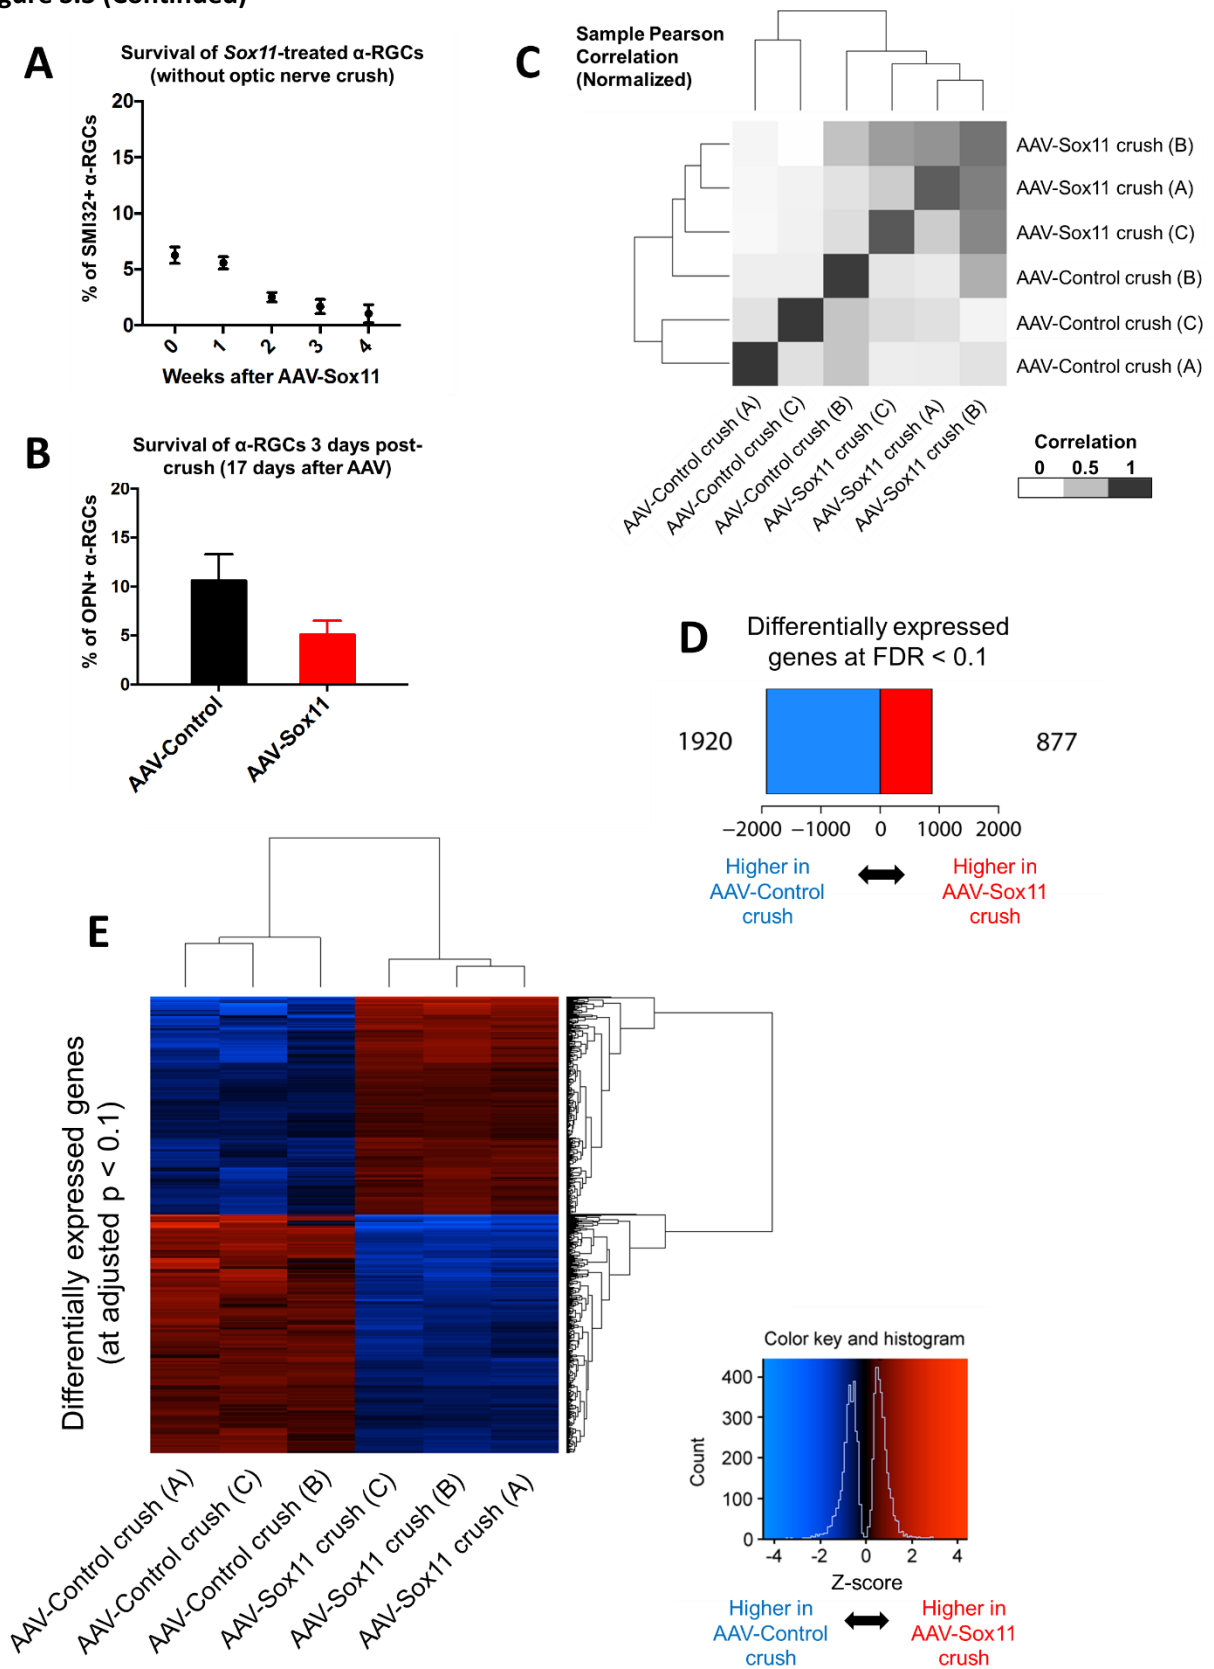 Figure 3.5 (Continued)
A
Survival of Sox11-treated α-RGCs
(without optic nerve crush)
% of SMI32+ α-RGCs
20
15
10
5
0
0 1 2 3 4
Weeks after AAV-Sox11
B
Survival of α-RGCs 3 days post-
crush (17 days after AAV)
% of OPN+ α-RGCs
20
15
10
5
0
AAV-Control
AAV-Sox11
C
Sample Pearson
Correlation
(Normalized)
AAV-Sox11 crush (B)
AAV-Sox11 crush (A)
AAV-Sox11 crush (C)
AAV-Control crush (B)
AAV-Control crush (C)
AAV-Control crush (A)
AAV-Control crush (A)
AAV-Control crush (C)
AAV-Control crush (B)
AAV-Sox11 crush (C)
AAV-Sox11 crush (A)
AAV-Sox11 crush (B)
Correlation
0 0.5 1
D
Differentially expressed
genes at FDR < 0.1
1920
877
−2000 −1000 0 1000 2000
Higher in
AAV-Control
crush
Higher in
AAV-Sox11
crush
E
Differentially expressed genes
(at adjusted p < 0.1)
AAV-Control crush (A)
AAV-Control crush (C)
AAV-Control crush (B)
AAV-Sox11 crush (C)
AAV-Sox11 crush (B)
AAV-Sox11 crush (A)
Color key and histogram
Count
400
300
200
100
0
-4 -2 0 2 4
Z-score
Higher in
AAV-Control
crush
Higher in
AAV-Sox11
crush